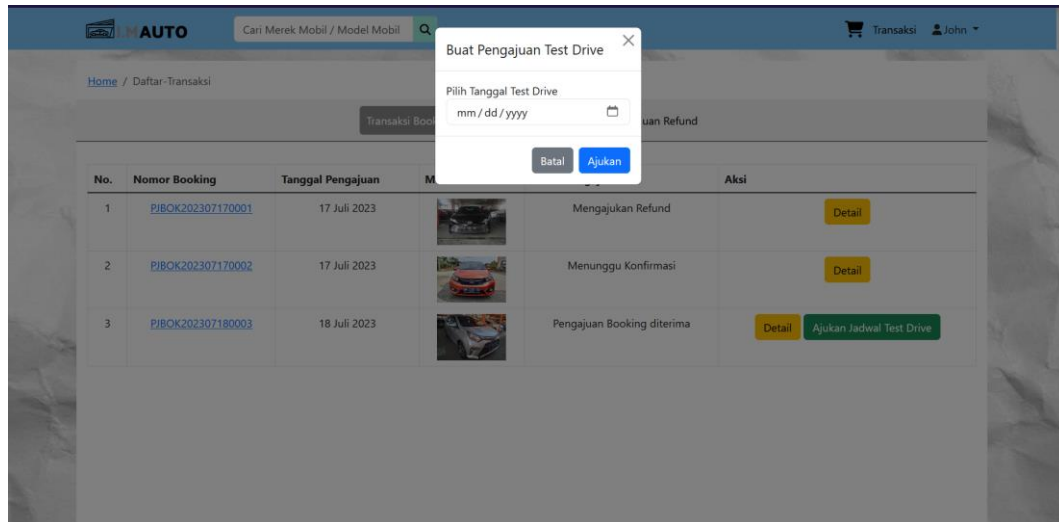 AUTO
Cari Merek Mobil / Model Mobil
Transaksi
John
Buat Pengajuan Test Drive
Pilih Tanggal Test Drive
mm/dd/yyyy
Batal
Ajukan
Home / Daftar-Transaksi
Transaksi
Refund
No.
Nomor Booking
Tanggal Pengajuan
Aksi
1
PJBOK202307170001
17 Juli 2023
Mengajukan Refund
Detail
2
PJBOK202307170002
17 Juli 2023
Menunggu Konfirmasi
Detail
3
PJBOK202307180003
18 Juli 2023
Pengajuan Booking diterima
Detail
Ajukan Jadwal Test Drive